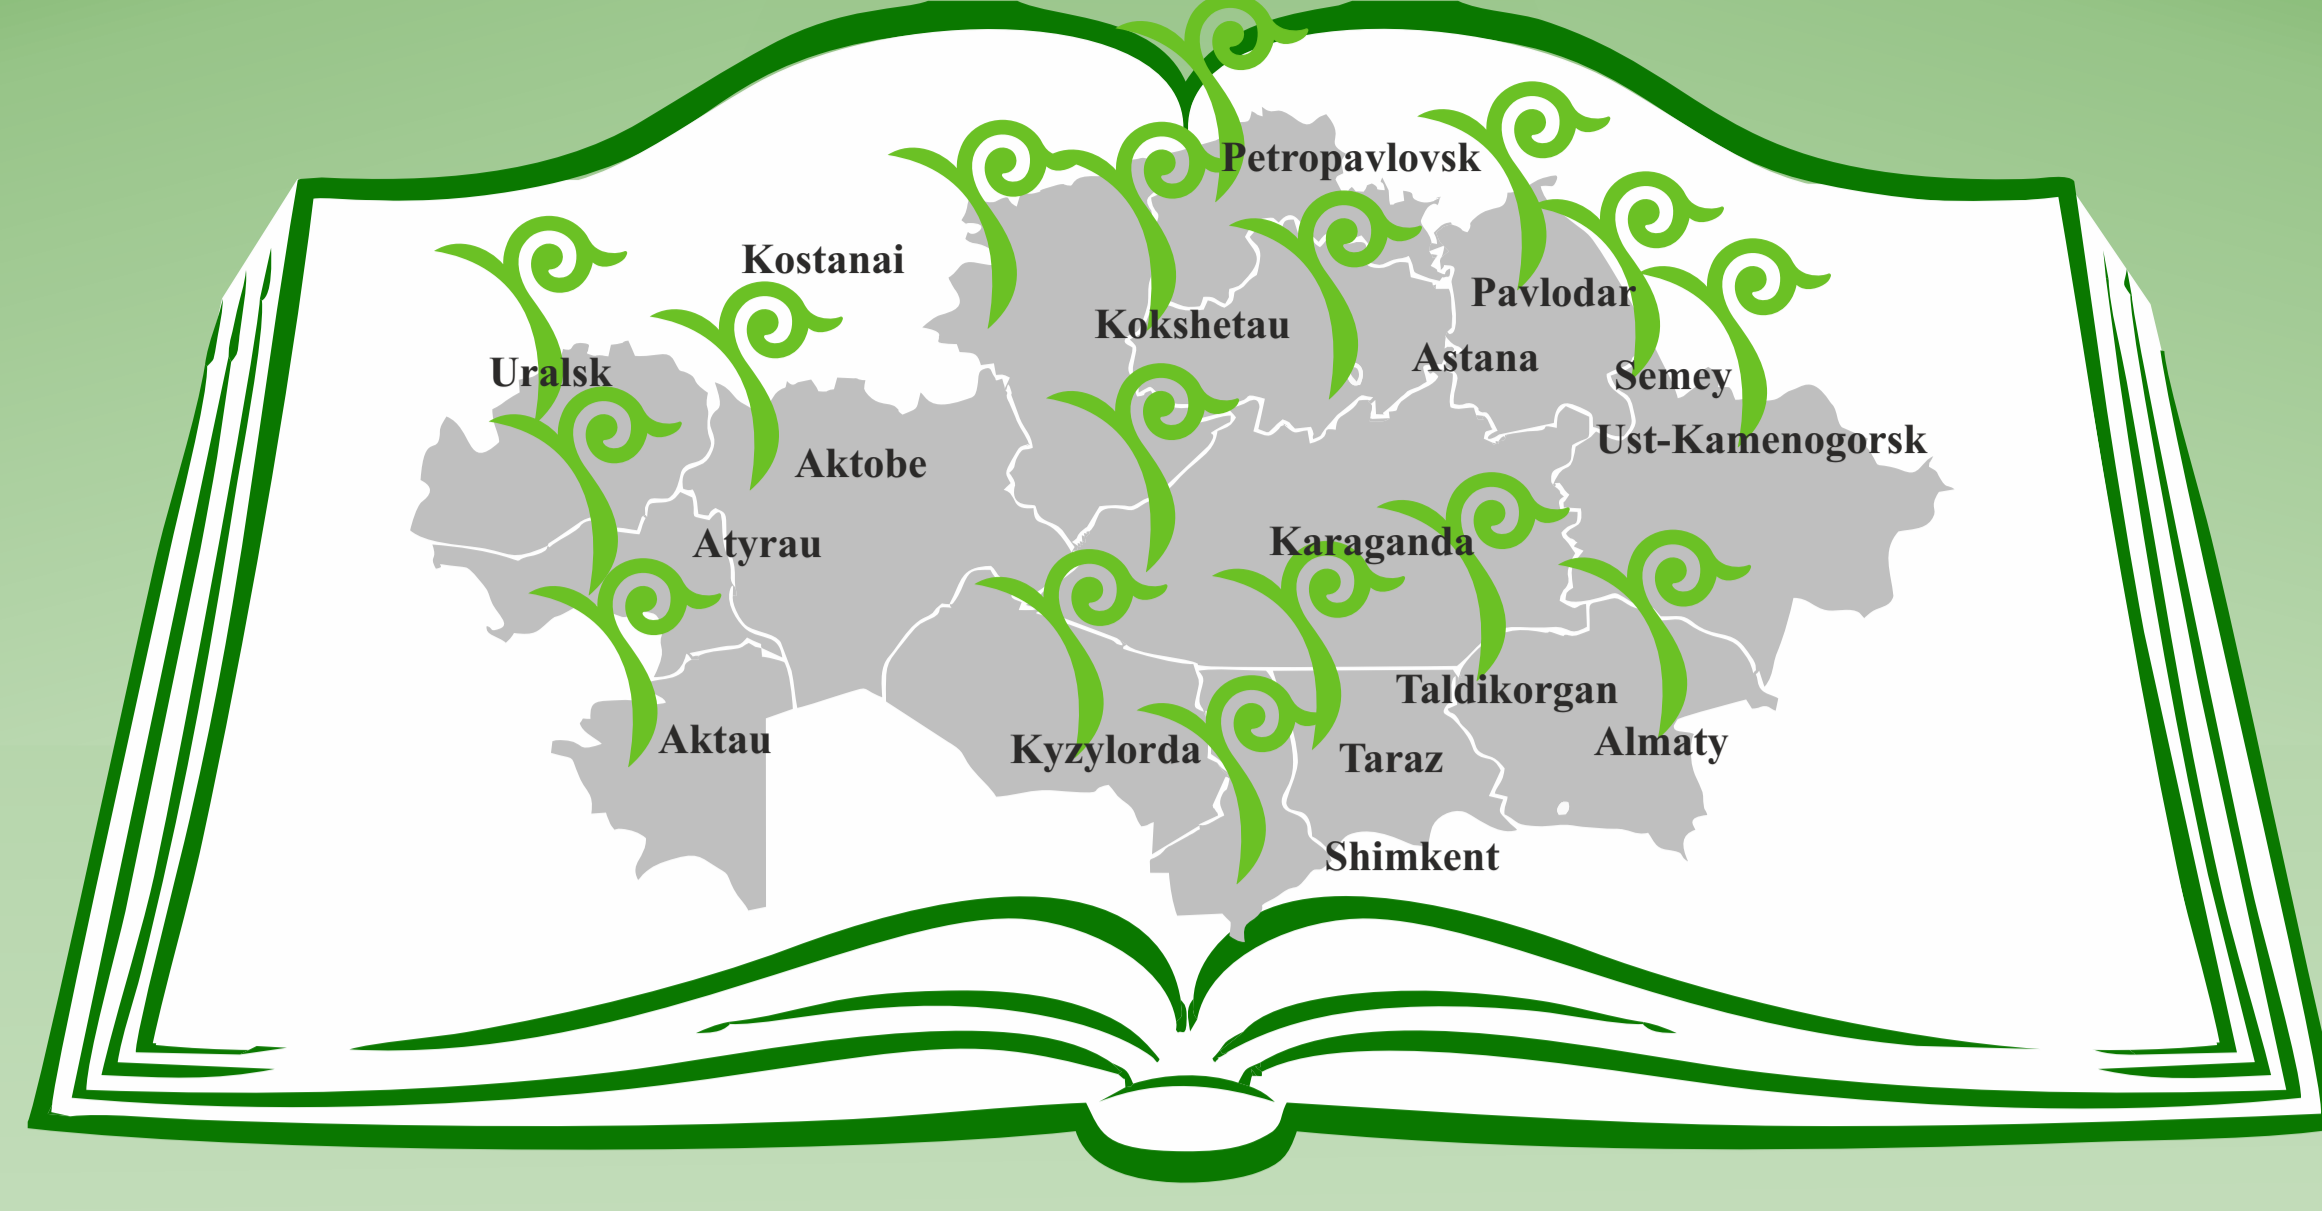 Petropavlovsk
Kostanai
Pavlodar
Kokshetau
Astana
Uralsk
Semey
Ust-Kamenogorsk
Aktobe
Atyrau
Karaganda
Taldikorgan
Aktau
Almaty
Kyzylorda
Taraz
Shimkent